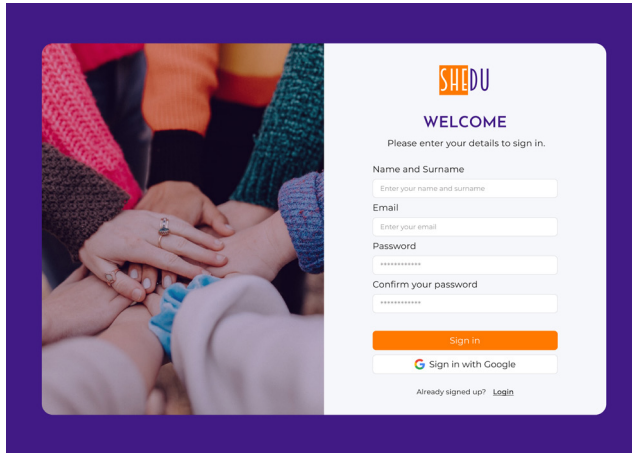 SHEDU
WELCOME
Please enter your details to sign in.
Name and Surname
Enter your name and surname
Email
Enter your email
Password
************
Confirm your password
************
Sign in
Sign in with Google
Already signed up? Login